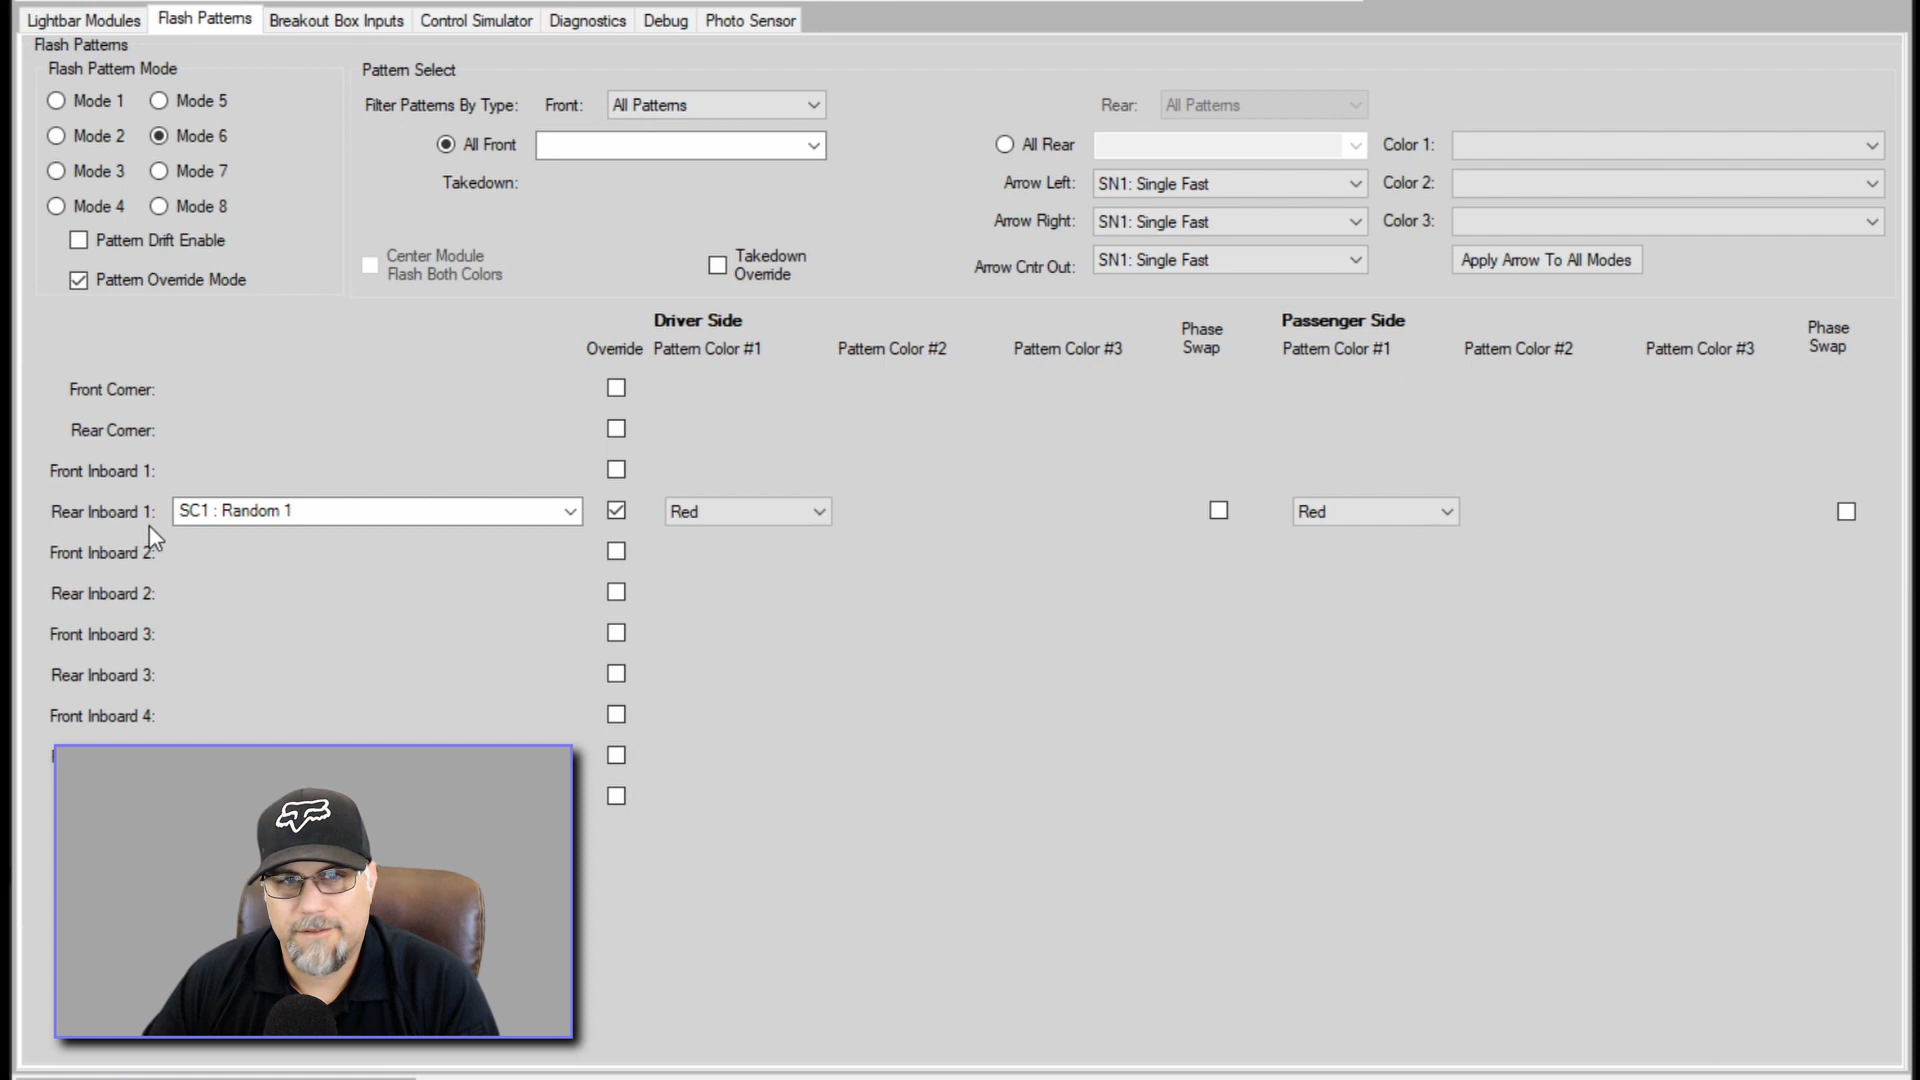 Lightbar Modules Flash Patterns Breakout Box Inputs Control Simulator Diagnostics Debug Photo Sensor
Flash Patterns
Flash Pattern Mode
Mode 1 Mode 5
Mode 2 Mode 6
Mode 3 Mode 7
Mode 4 Mode 8
Pattern Drift Enable
Pattern Override Mode
Pattern Select
Filter Patterns By Type: Front: All Patterns Rear: All Patterns
All Front All Rear Color 1:
Takedown: Arrow Left: SN1: Single Fast Color 2:
Arrow Right: SN1: Single Fast Color 3:
Center Module
Flash Both Colors
Takedown
Override
Arrow Cntr Out: SN1: Single Fast Apply Arrow To All Modes
Driver Side Passenger Side
Override Pattern Color #1 Pattern Color #2 Pattern Color #3
Phase
Swap
Pattern Color #1 Pattern Color #2 Pattern Color #3
Phase
Swap
Front Corner:
Rear Corner:
Front Inboard 1:
Rear Inboard 1: SC1 : Random 1 Red Red
Front Inboard 2:
Rear Inboard 2:
Front Inboard 3:
Rear Inboard 3:
Front Inboard 4: